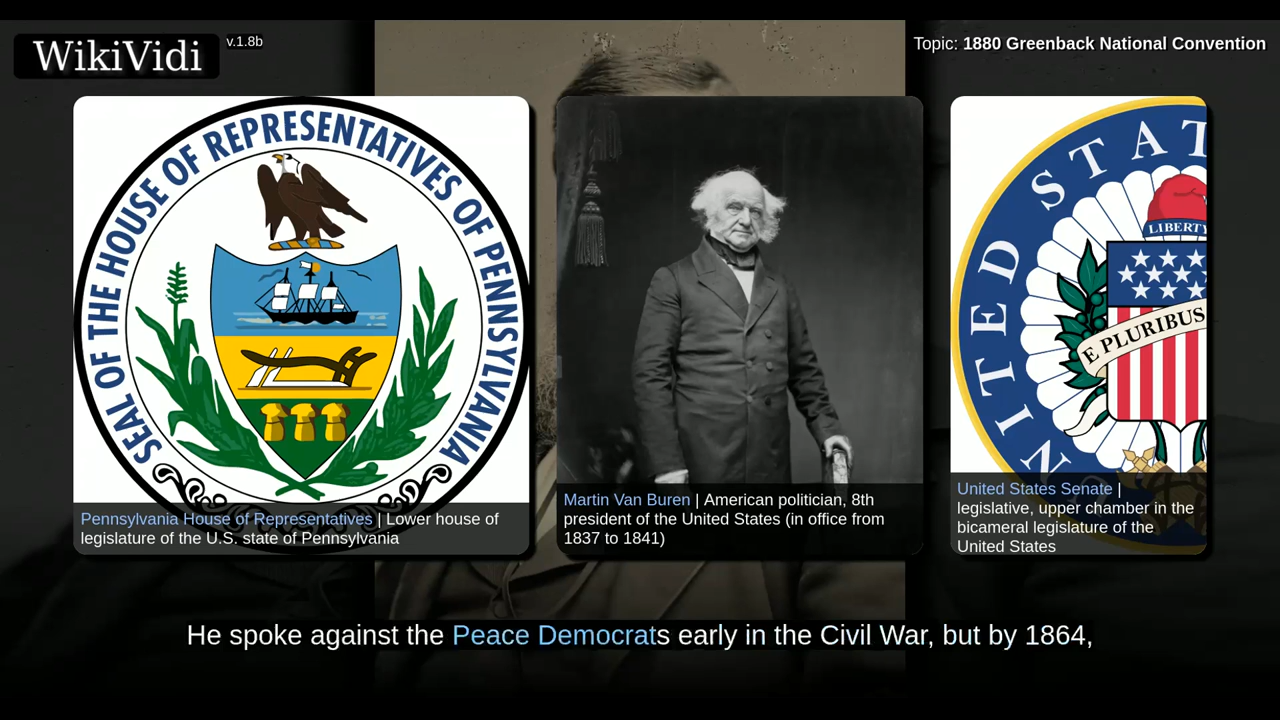 WikiVidi
v.1.8b
Topic: 1880 Greenback National Convention
SEAL OF THE HOUSE OF REPRESENTATIVES OF PENNSYLVANIA
Pennsylvania House of Representatives | Lower house of
legislature of the U.S. state of Pennsylvania
Martin Van Buren | American politician, 8th
president of the United States (in office from
1837 to 1841)
NITED STAT
LIBERTY
E PLURIBUS
United States Senate |
legislative, upper chamber in the
bicameral legislature of the
United States
He spoke against the Peace Democrats early in the Civil War, but by 1864,